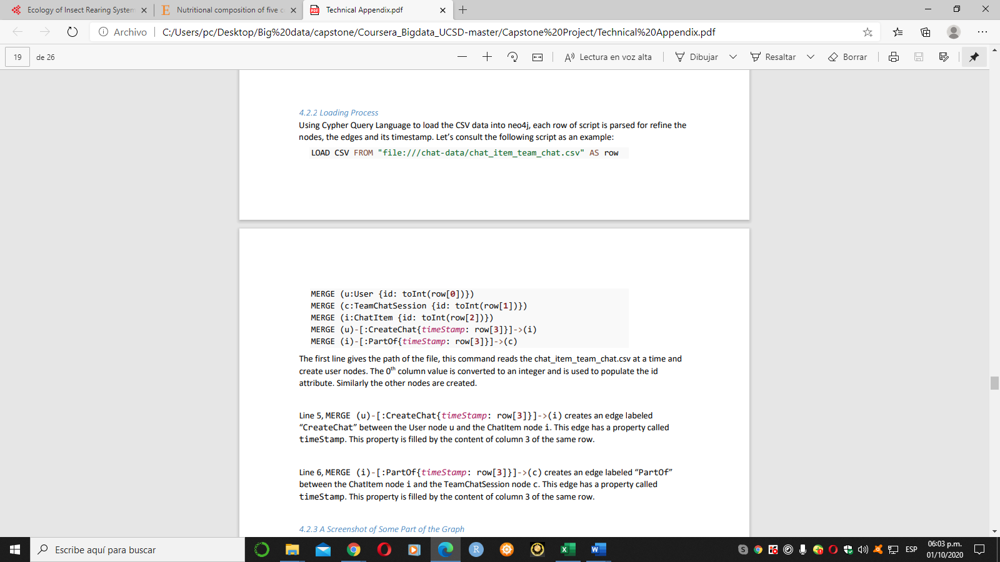 Ecology of Insect Rearing System
Nutritional composition of five c
Technical Appendix.pdf
Archivo
C:/Users/pc/Desktop/Big%20data/capstone/Coursera_Bigdata_UCSD-master/Capstone%20Project/Technical%20Appendix.pdf
19 de 26
Lectura en voz alta
Dibujar
Resaltar
Borrar
4.2.2 Loading Process
Using Cypher Query Language to load the CSV data into neo4j, each row of script is parsed for refine the
nodes, the edges and its timestamp. Let's consult the following script as an example:
LOAD CSV FROM "file:///chat-data/chat_item_team_chat.csv" AS row
MERGE (u:User {id: toInt(row[0])})
MERGE (c:TeamChatSession {id: toInt(row[1])})
MERGE (i:ChatItem {id: toInt(row[2])})
MERGE (u)-[:CreateChat{timeStamp: row[3]}]->(i)
MERGE (i)-[:PartOf{timeStamp: row[3]}]->(c)
The first line gives the path of the file, this command reads the chat_item_team_chat.csv at a time and
create user nodes. The 0th column value is converted to an integer and is used to populate the id
attribute. Similarly the other nodes are created.
Line 5, MERGE (u)-[:CreateChat{timeStamp: row[3]}]->(i) creates an edge labeled
“CreateChat” between the User node u and the ChatItem node i. This edge has a property called
timeStamp. This property is filled by the content of column 3 of the same row.
Line 6, MERGE (i)-[:PartOf{timeStamp: row[3]}]->(c) creates an edge labeled “PartOf”
between the ChatItem node i and the TeamChatSession node c. This edge has a property called
timeStamp. This property is filled by the content of column 3 of the same row.
4.2.3 A Screenshot of Some Part of the Graph
Escribe aquí para buscar
ESP
06:03 p.m.
01/10/2020